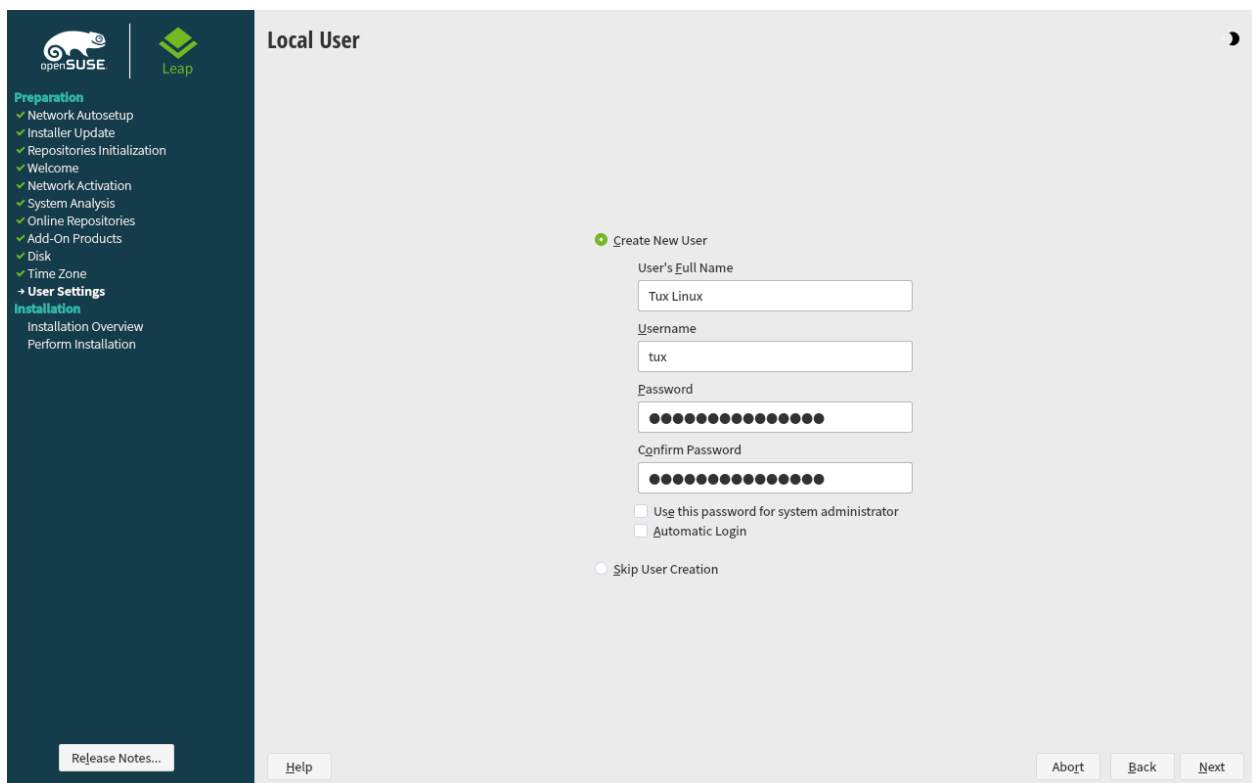 openSUSE.
Leap
Preparation
Network Autosetup
Installer Update
Repositories Initialization
Welcome
Network Activation
System Analysis
Online Repositories
Add-On Products
Disk
Time Zone
User Settings
Installation
Installation Overview
Perform Installation
Release Notes...
Local User
Create New User
User's Full Name
Tux Linux
Username
tux
Password
●●●●●●●●●●●●●●●
Confirm Password
●●●●●●●●●●●●●●●
Use this password for system administrator
Automatic Login
Skip User Creation
Help
Abort
Back
Next